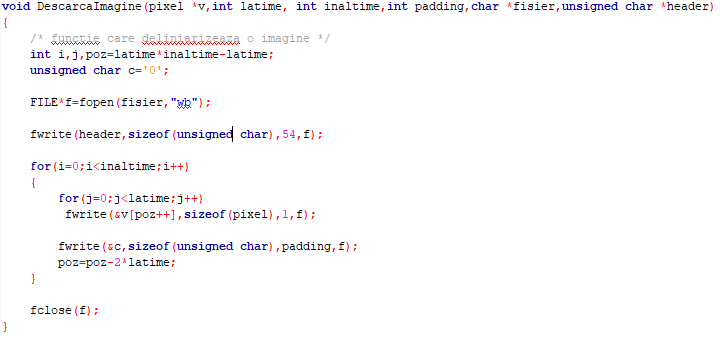 void DescarcaImagine(pixel *v,int latime, int inaltime,int padding,char *fisier,unsigned char *header)
{
/* functie care deliniarizeaza o imagine */
int i,j,poz=latime*inaltime-latime;
unsigned char c='0';
FILE*f=fopen(fisier,"wb");
fwrite(header,sizeof(unsigned char),54,f);
for(i=0;i<inaltime;i++)
{
for(j=0;j<latime;j++)
fwrite(&v[poz++],sizeof(pixel),1,f);
fwrite(&c,sizeof(unsigned char),padding,f);
poz=poz-2*latime;
}
fclose(f);
}